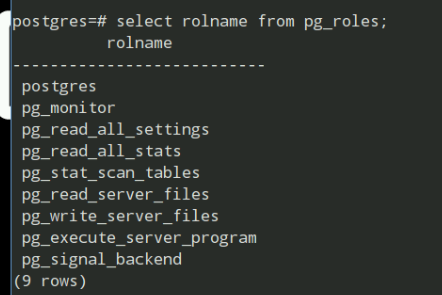 postgres=# select rolname from pg_roles;
rolname
---------------------------
postgres
pg_monitor
pg_read_all_settings
pg_read_all_stats
pg_stat_scan_tables
pg_read_server_files
pg_write_server_files
pg_execute_server_program
pg_signal_backend
(9 rows)